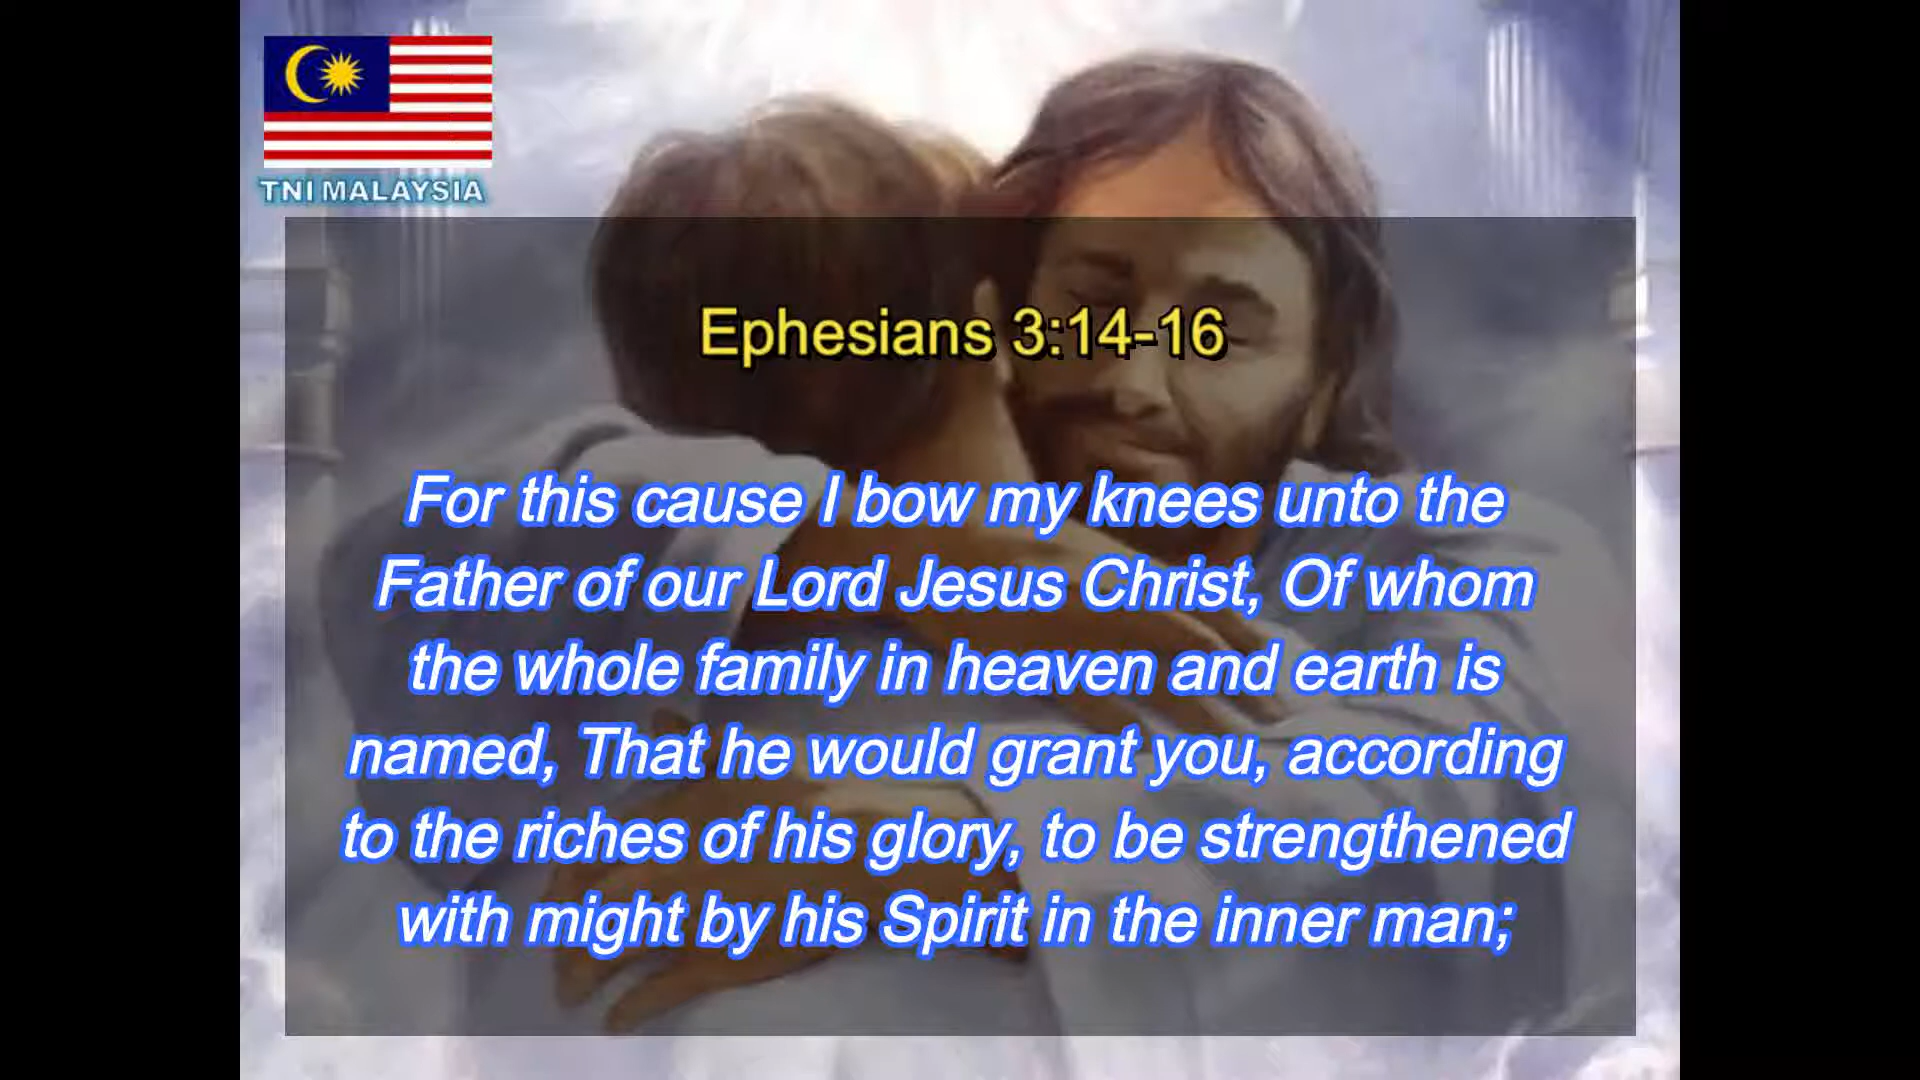 TNI MALAYSIA
Ephesians 3:14-16
For this cause I bow my knees unto the
Father of our Lord Jesus Christ, Of whom
the whole family in heaven and earth is
named, That he would grant you, according
to the riches of his glory, to be strengthened
with might by his Spirit in the inner man;